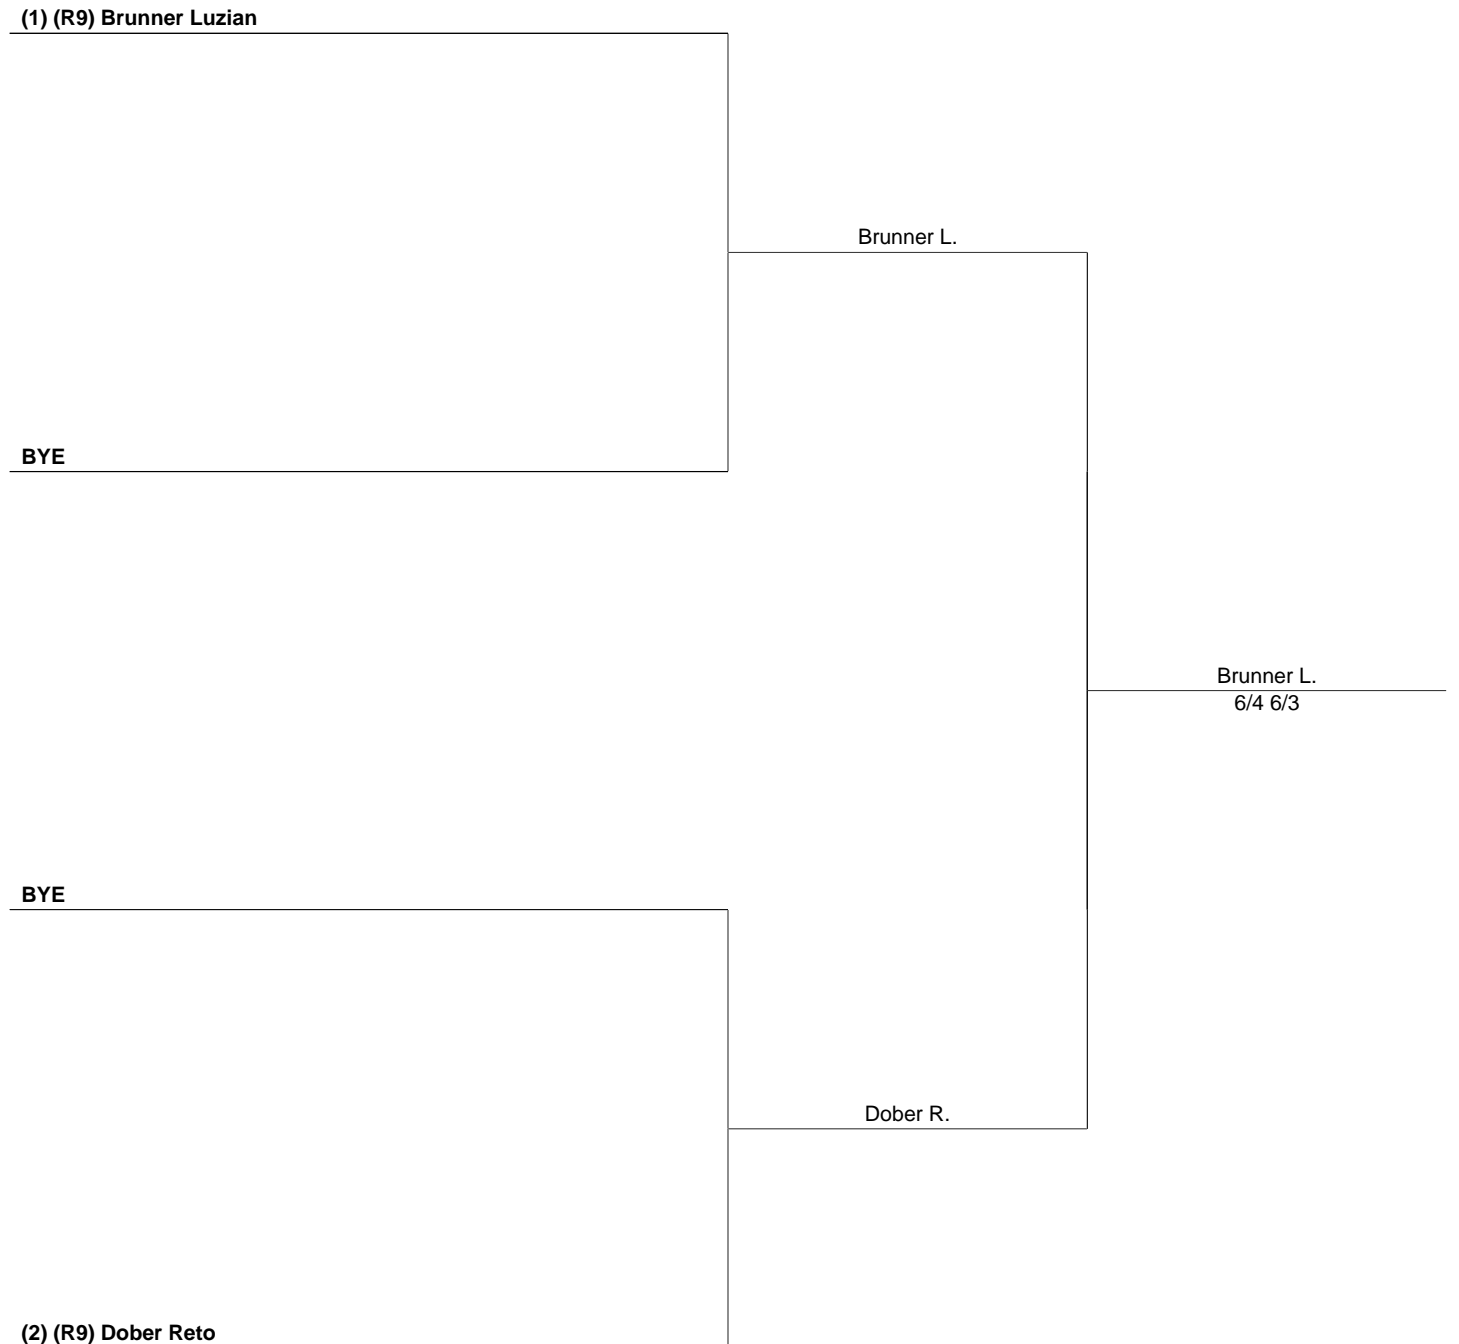 (1) (R9) Brunner Luzian
Brunner L.
BYE
Brunner L.
6/4 6/3
BYE
Dober R.
(2) (R9) Dober Reto